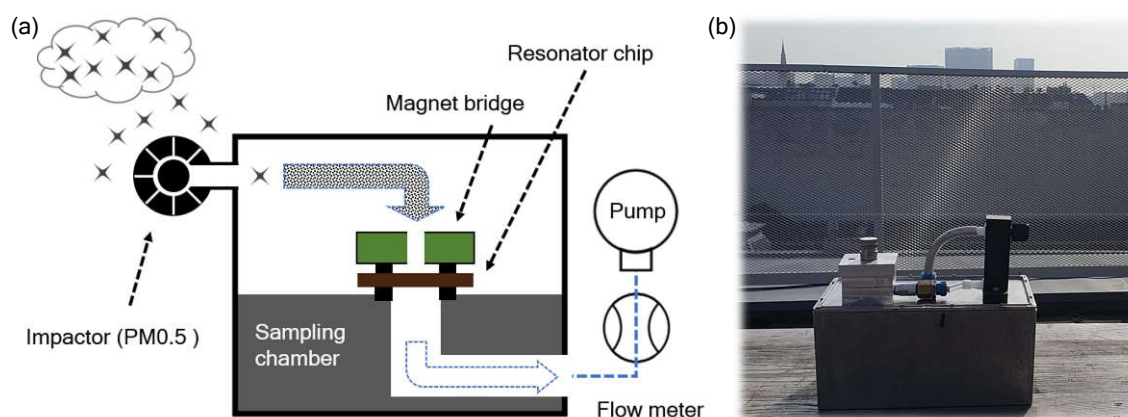 (a)
(b)
Resonator chip
Magnet bridge
Pump
Impactor (PM0.5 )
Sampling
chamber
Flow meter